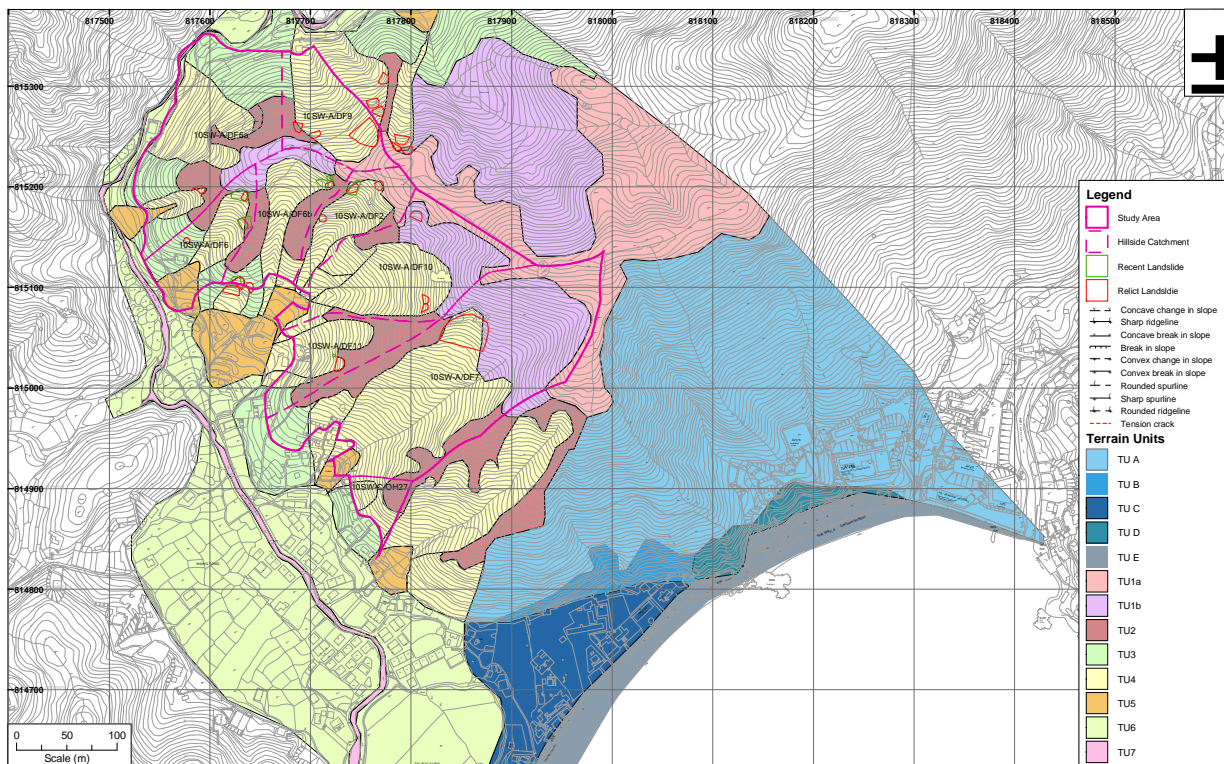 817500 817600 817700 817800 817900 818000 818100 818200 818300 818400 818500
815300
815200
815100
815000
814900
814800
814700
10SW-A/DF9
10SW-A/DF6a
10SW-A/DF6b
10SW-A/DF2
10SW-A/DF6
10SW-A/DF10
10SW-A/DF11
10SW-A/DF7
10SW-C/OH27
0 50 100
Scale (m)
Legend
Study Area
Hillside Catchment
Recent Landslide
Relict Landsldie
Concave change in slope
Sharp ridgeline
Concave break in slope
Break in slope
Convex change in slope
Convex break in slope
Rounded spurline
Sharp spurline
Rounded ridgeline
Tension crack
Terrain Units
TU A
TU B
TU C
TU D
TU E
TU1a
TU1b
TU2
TU3
TU4
TU5
TU6
TU7